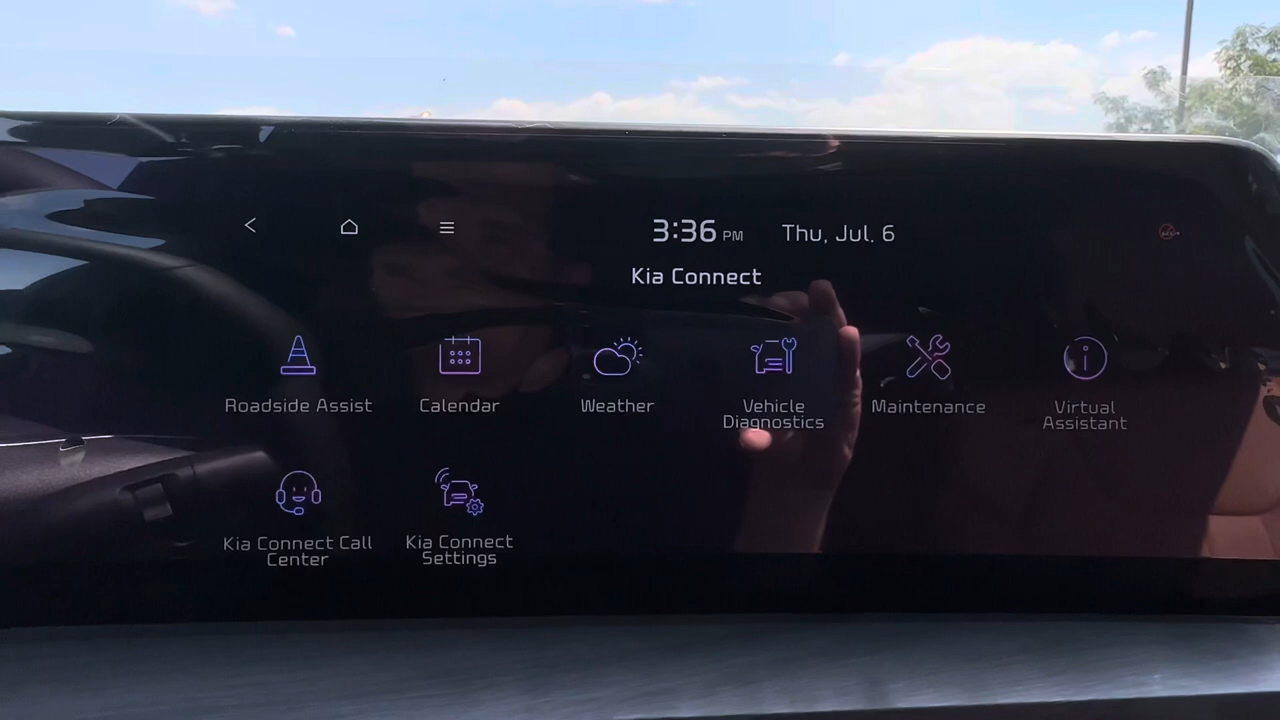 3:36 PM Thu, Jul. 6
Kia Connect
Roadside Assist
Calendar
Weather
Vehicle
Diagnostics
Maintenance
Virtual
Assistant
Kia Connect Call
Center
Kia Connect
Settings